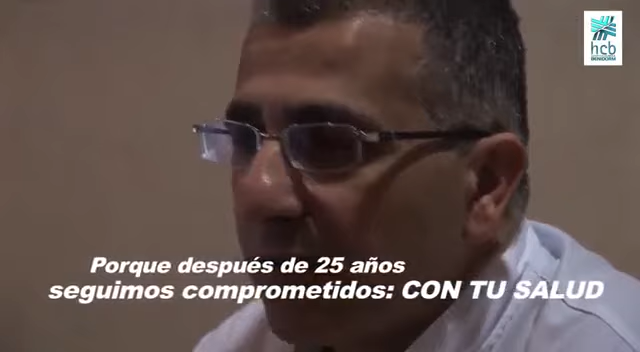 hcb
BENIDORM
Porque después de 25 años
seguimos comprometidos: CON TU SALUD